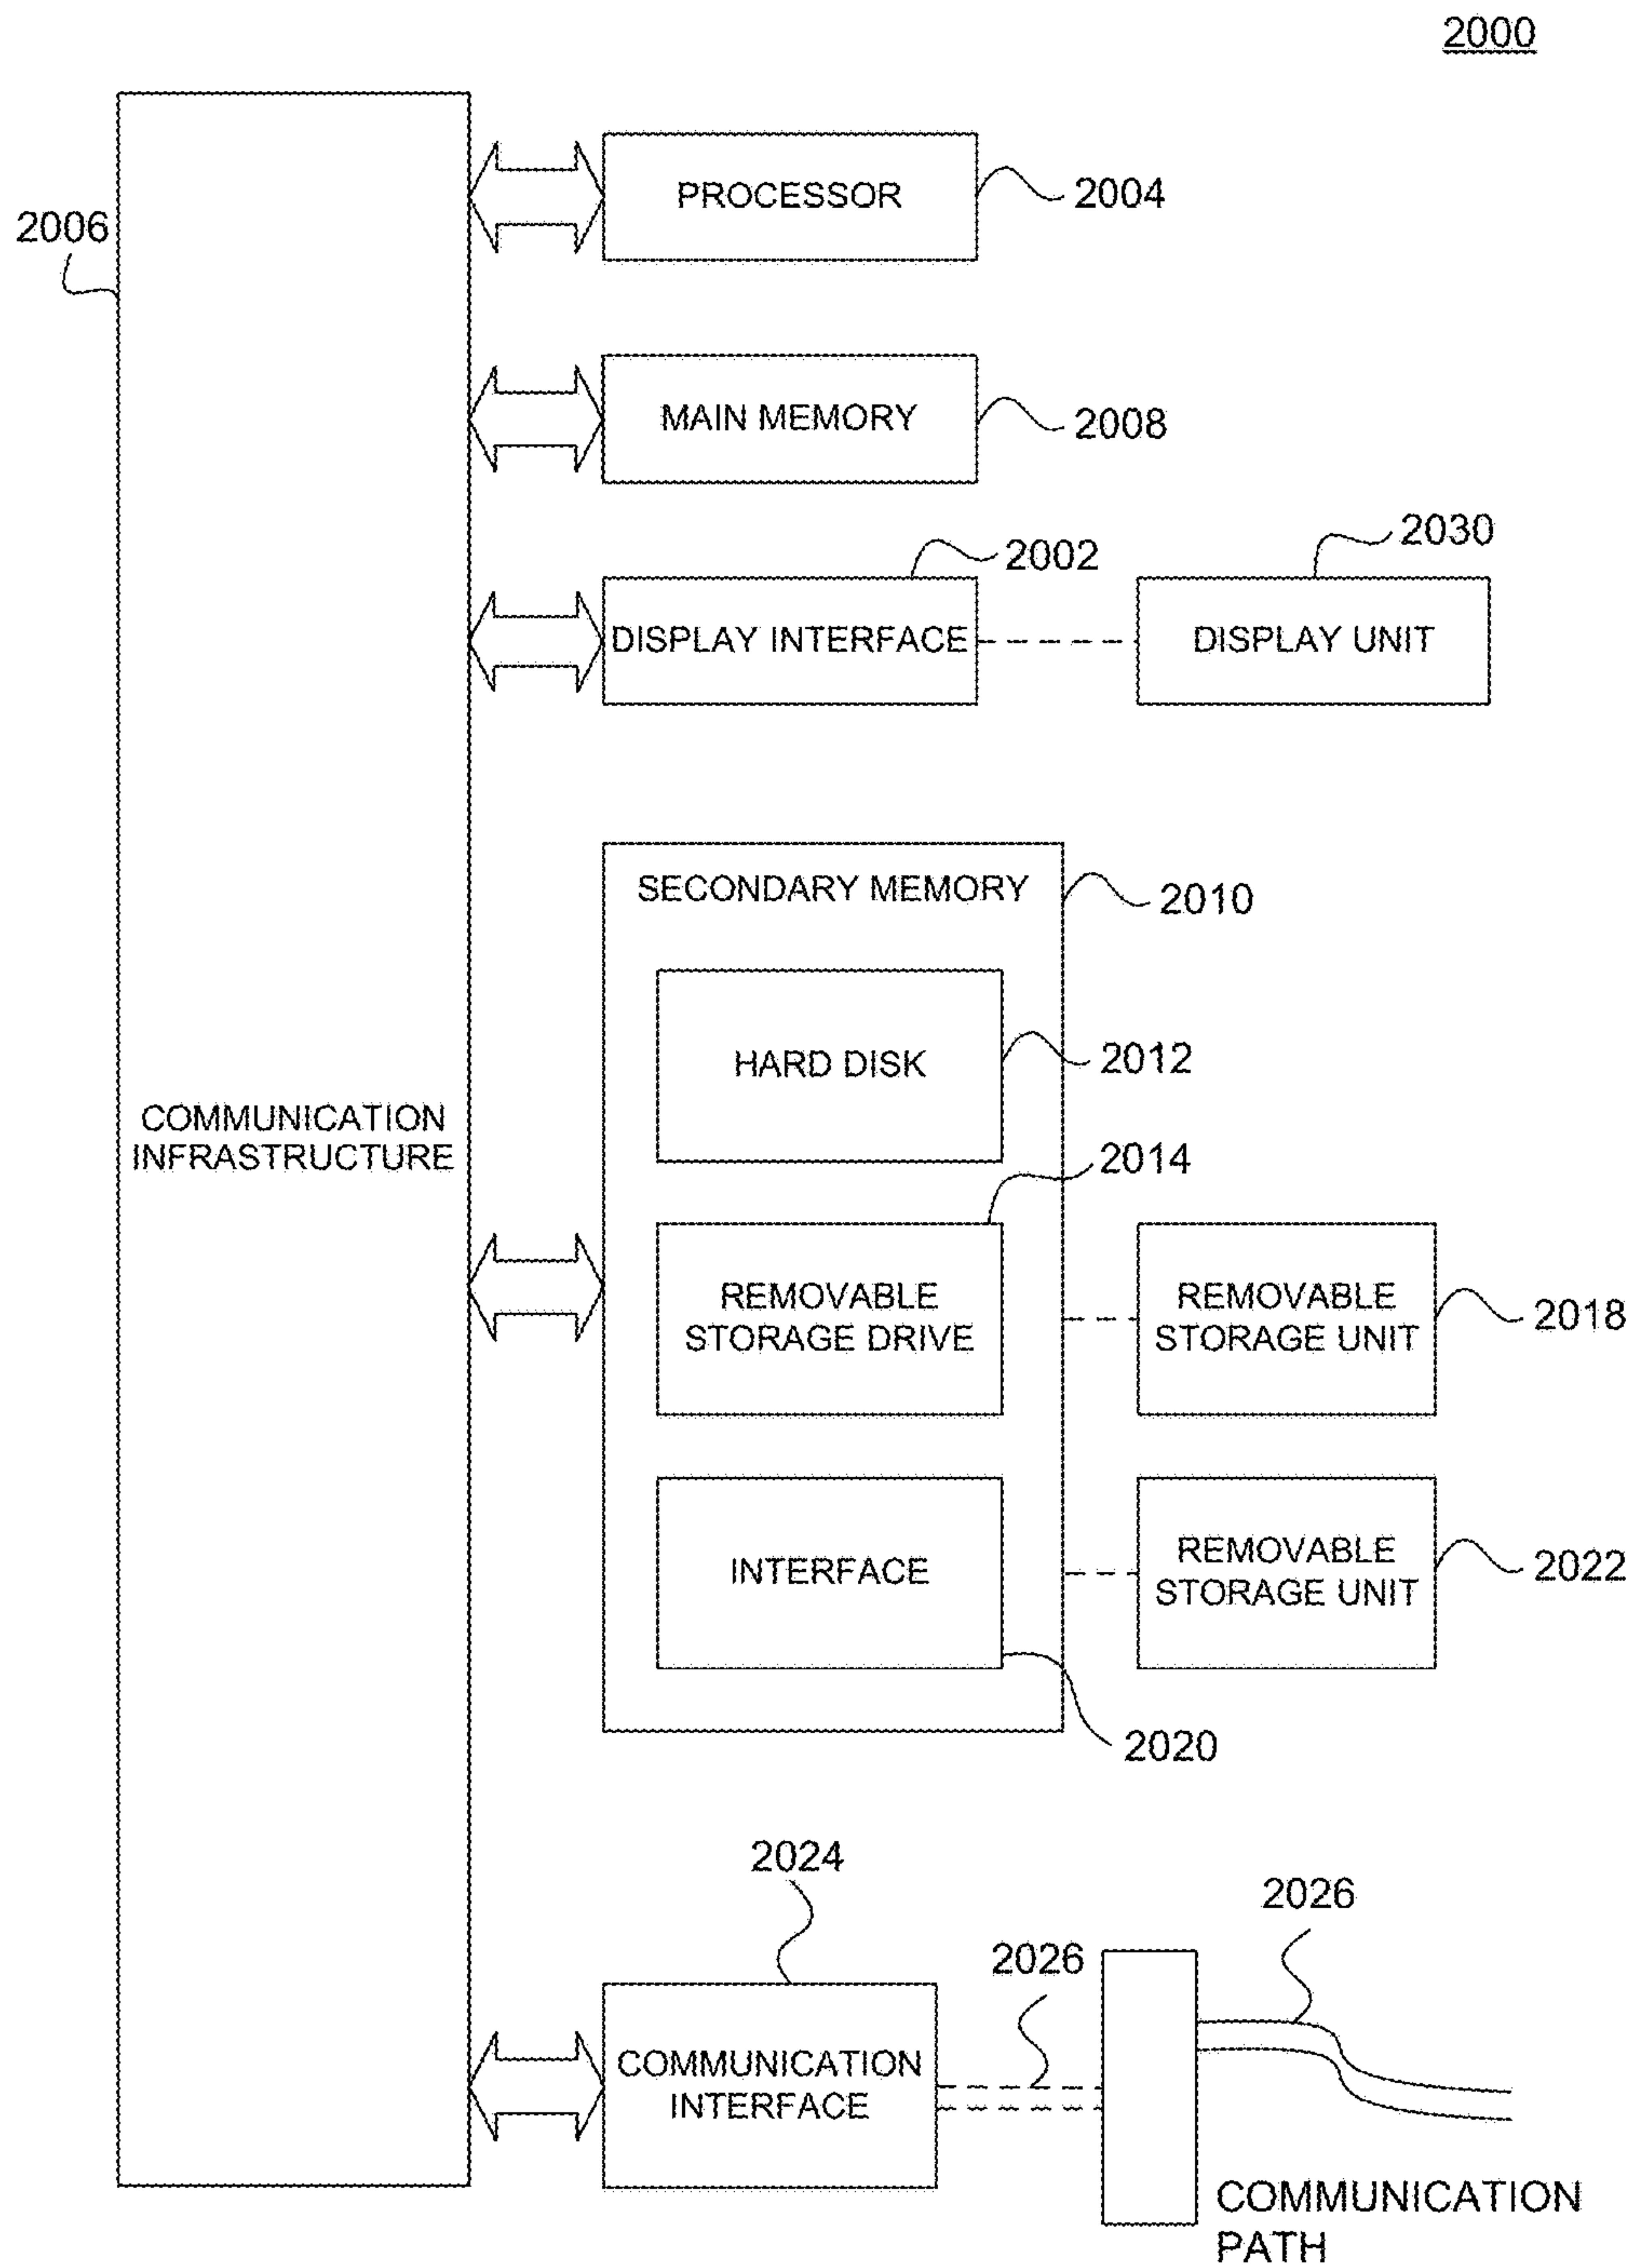 2000
2006
PROCESSOR
2004
MAIN MEMORY
2008
2002
2030
DISPLAY INTERFACE
DISPLAY UNIT
SECONDARY MEMORY
2010
HARD DISK
2012
COMMUNICATION
INFRASTRUCTURE
2014
REMOVABLE
STORAGE DRIVE
REMOVABLE
STORAGE UNIT
2018
INTERFACE
REMOVABLE
STORAGE UNIT
2022
2020
2024
2026
2026
COMMUNICATION
INTERFACE
COMMUNICATION
PATH